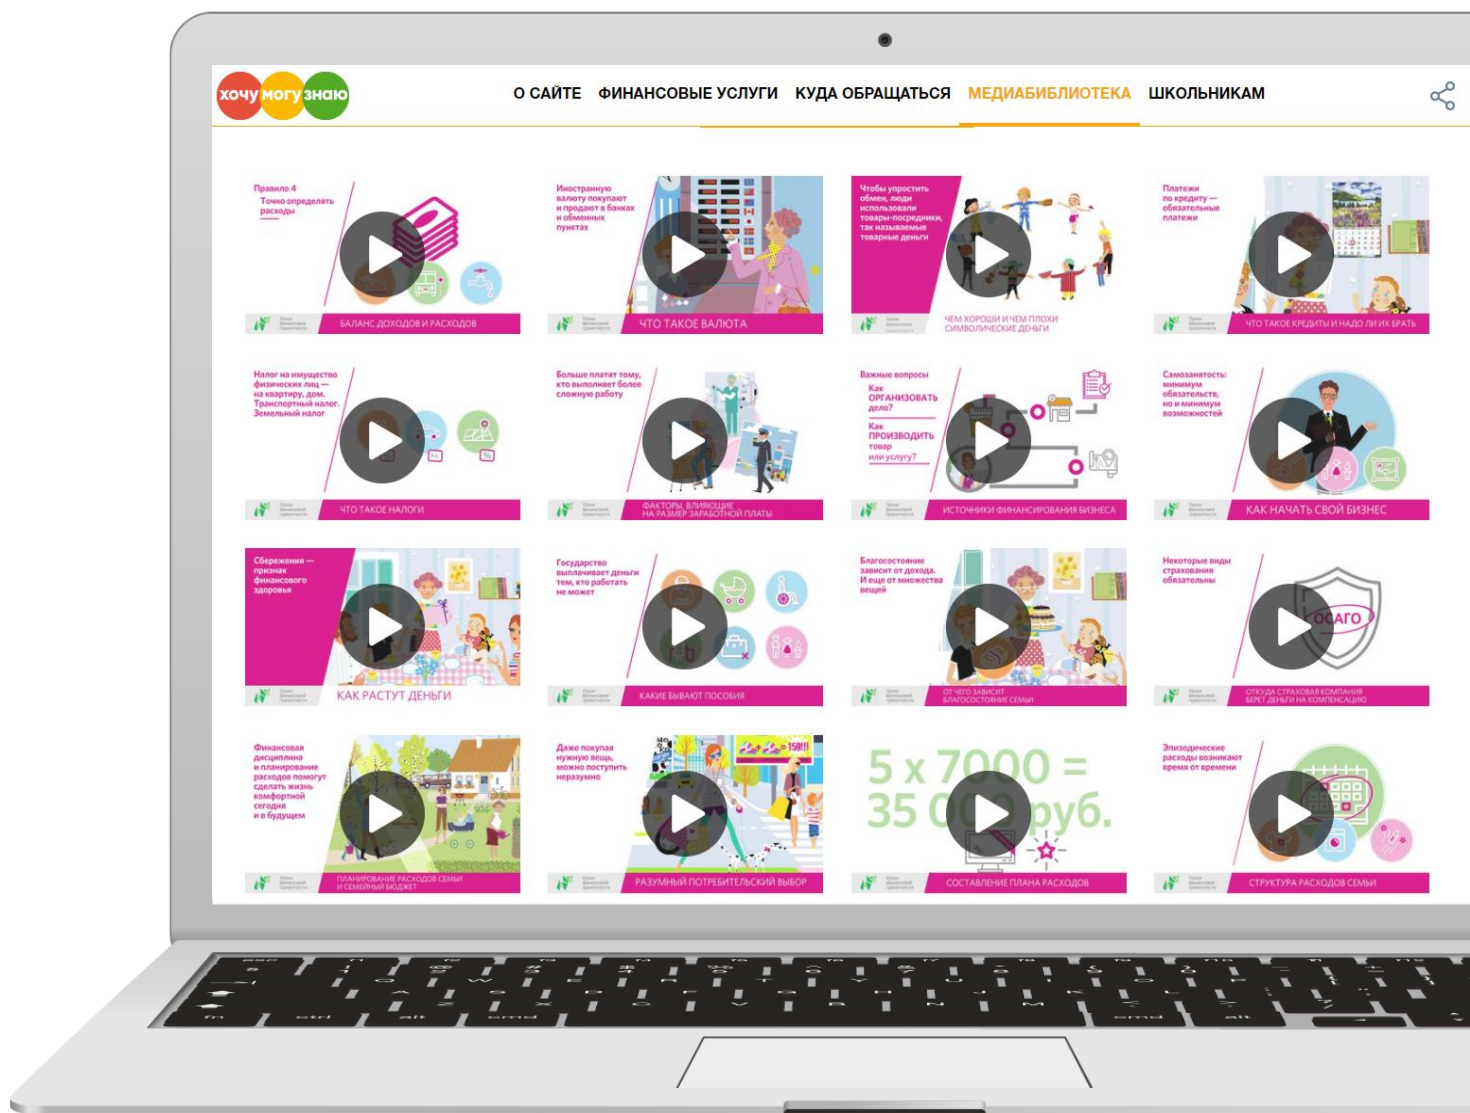 хочу могу знаю
О САЙТЕ ФИНАНСОВЫЕ УСЛУГИ КУДА ОБРАЩАТЬСЯ МЕДИАБИБЛИОТЕКА ШКОЛЬНИКАМ
Правило 4
Точно определять
расходы
БАЛАНС ДОХОДОВ И РАСХОДОВ
Иностранную
валюту покупают
и продают в банках
и обменных
пунктах
ЧТО ТАКОЕ ВАЛЮТА
Чтобы упростить
обмен, люди
использовали
товары-посредники,
так называемые
товарные деньги
ЧЕМ ХОРОШИ И ЧЕМ ПЛОХИ
СИМВОЛИЧЕСКИЕ ДЕНЬГИ
Платежи
по кредиту —
обязательные
платежи
ЧТО ТАКОЕ КРЕДИТЫ И НАДО ЛИ ИХ БРАТЬ
Налог на имущество
физических лиц —
на квартиру, дом.
Транспортный налог.
Земельный налог
%
ЧТО ТАКОЕ НАЛОГИ
Больше платят тому,
кто выполняет более
сложную работу
ФАКТОРЫ, ВЛИЯЮЩИЕ
НА РАЗМЕР ЗАРАБОТНОЙ ПЛАТЫ
Важные вопросы
Как
ОРГАНИЗОВАТЬ
дело?
Как
ПРОИЗВОДИТЬ
товар
или услугу?
ИСТОЧНИКИ ФИНАНСИРОВАНИЯ БИЗНЕСА
Самозанятость:
минимум
обязательств,
но и минимум
возможностей
КАК НАЧАТЬ СВОЙ БИЗНЕС
Сбережения —
признак
финансового
здоровья
КАК РАСТУТ ДЕНЬГИ
Государство
выплачивает деньги
тем, кто работать
не может
КАКИЕ БЫВАЮТ ПОСОБИЯ
Благосостояние
зависит от дохода.
И еще от множества
вещей
ОТ ЧЕГО ЗАВИСИТ
БЛАГОСОСТОЯНИЕ СЕМЬИ
Некоторые виды
страхования
обязательны
ОСАГО
ОТКУДА СТРАХОВАЯ КОМПАНИЯ
БЕРЕТ ДЕНЬГИ НА КОМПЕНСАЦИЮ
Финансовая
дисциплина
и планирование
расходов помогут
сделать жизнь
комфортной
сегодня
и в будущем
ПЛАНИРОВАНИЕ РАСХОДОВ СЕМЬИ
И СЕМЕЙНЫЙ БЮДЖЕТ
Даже покупая
нужную вещь,
можно поступить
неразумно
= 159!!!
РАЗУМНЫЙ ПОТРЕБИТЕЛЬСКИЙ ВЫБОР
5 x 7000 =
35 000 руб.
СОСТАВЛЕНИЕ ПЛАНА РАСХОДОВ
Эпизодические
расходы возникают
время от времени
СТРУКТУРА РАСХОДОВ СЕМЬИ
fn ctrl alt cmd cmd alt